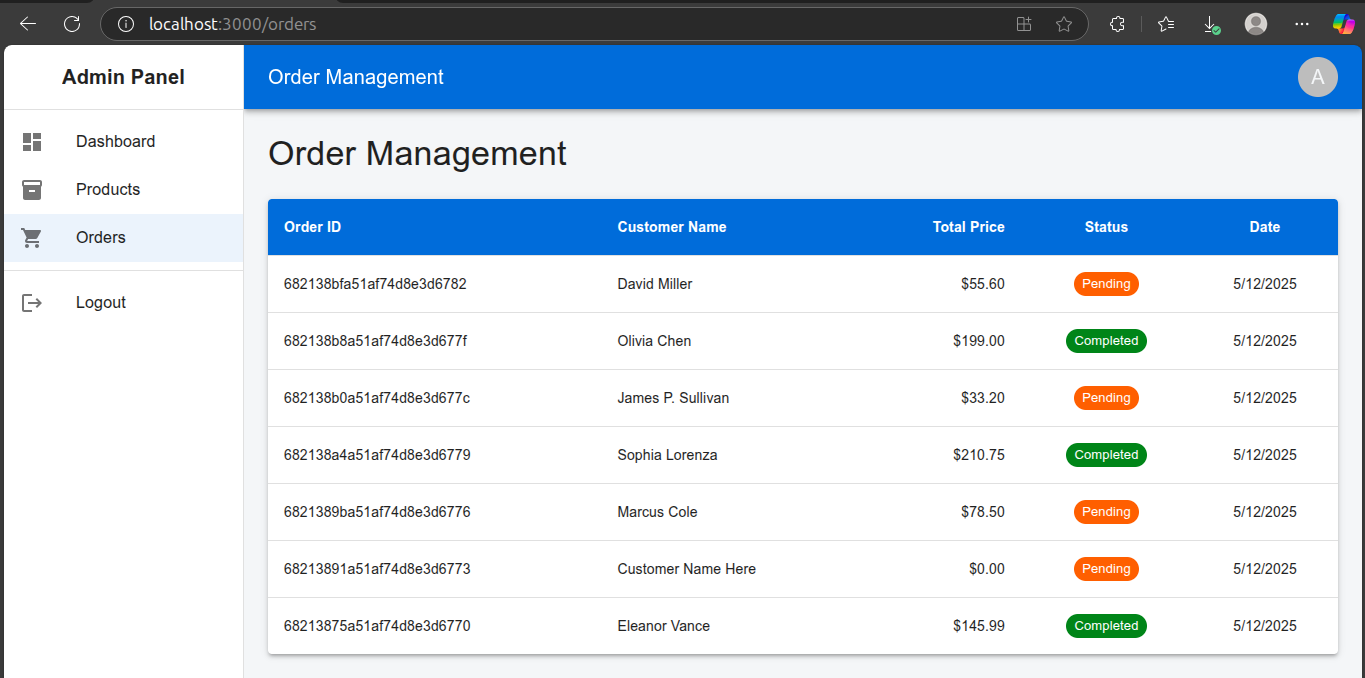 localhost:3000/orders
Admin Panel
Order Management
A
Dashboard
Products
Orders
Logout
Order Management
Order ID Customer Name Total Price Status Date
682138bfa51af74d8e3d6782 David Miller $55.60 Pending 5/12/2025
682138b8a51af74d8e3d677f Olivia Chen $199.00 Completed 5/12/2025
682138b0a51af74d8e3d677c James P. Sullivan $33.20 Pending 5/12/2025
682138a4a51af74d8e3d6779 Sophia Lorenza $210.75 Completed 5/12/2025
6821389ba51af74d8e3d6776 Marcus Cole $78.50 Pending 5/12/2025
68213891a51af74d8e3d6773 Customer Name Here $0.00 Pending 5/12/2025
68213875a51af74d8e3d6770 Eleanor Vance $145.99 Completed 5/12/2025